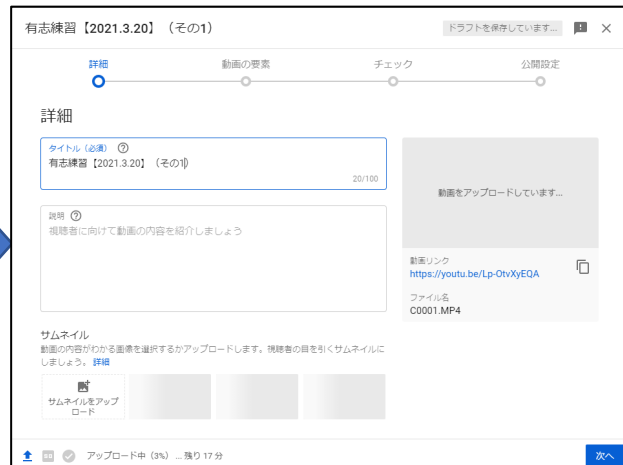 有志練習【2021.3.20】（その1）
ドラフトを保存しています...
詳細
動画の要素
チェック
公開設定
詳細
タイトル（必須）
有志練習【2021.3.20】（その1）
20/100
説明
視聴者に向けて動画の内容を紹介しましょう
動画をアップロードしています...
動画リンク
https://youtu.be/Lp-OtvXyEQA
ファイル名
C0001.MP4
サムネイル
動画の内容がわかる画像を選択するかアップロードします。視聴者の目を引くサムネイルに
しましょう。 詳細
サムネイルをアップ
ロード
アップロード中（3%）...残り 17 分
次へ